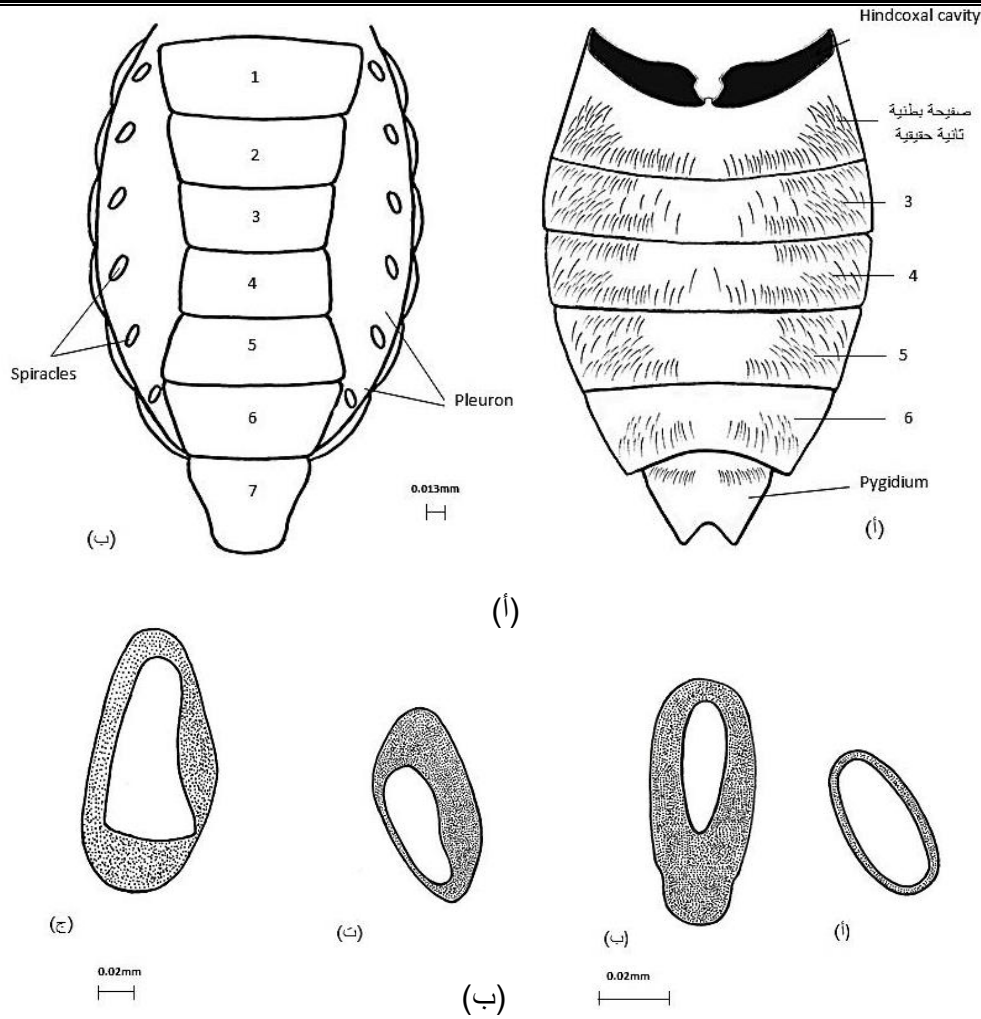 Hindcoxal cavity
صفيحة بطنية
ثانية حقيقية
1
2
3
4
5
6
7
3
4
5
6
Spiracles
Pleuron
Pygidium
0.013mm
(ب)
(أ)
(أ)
(ج)
(ث)
(ب)
(أ)
0.02mm
0.02mm
(ب)